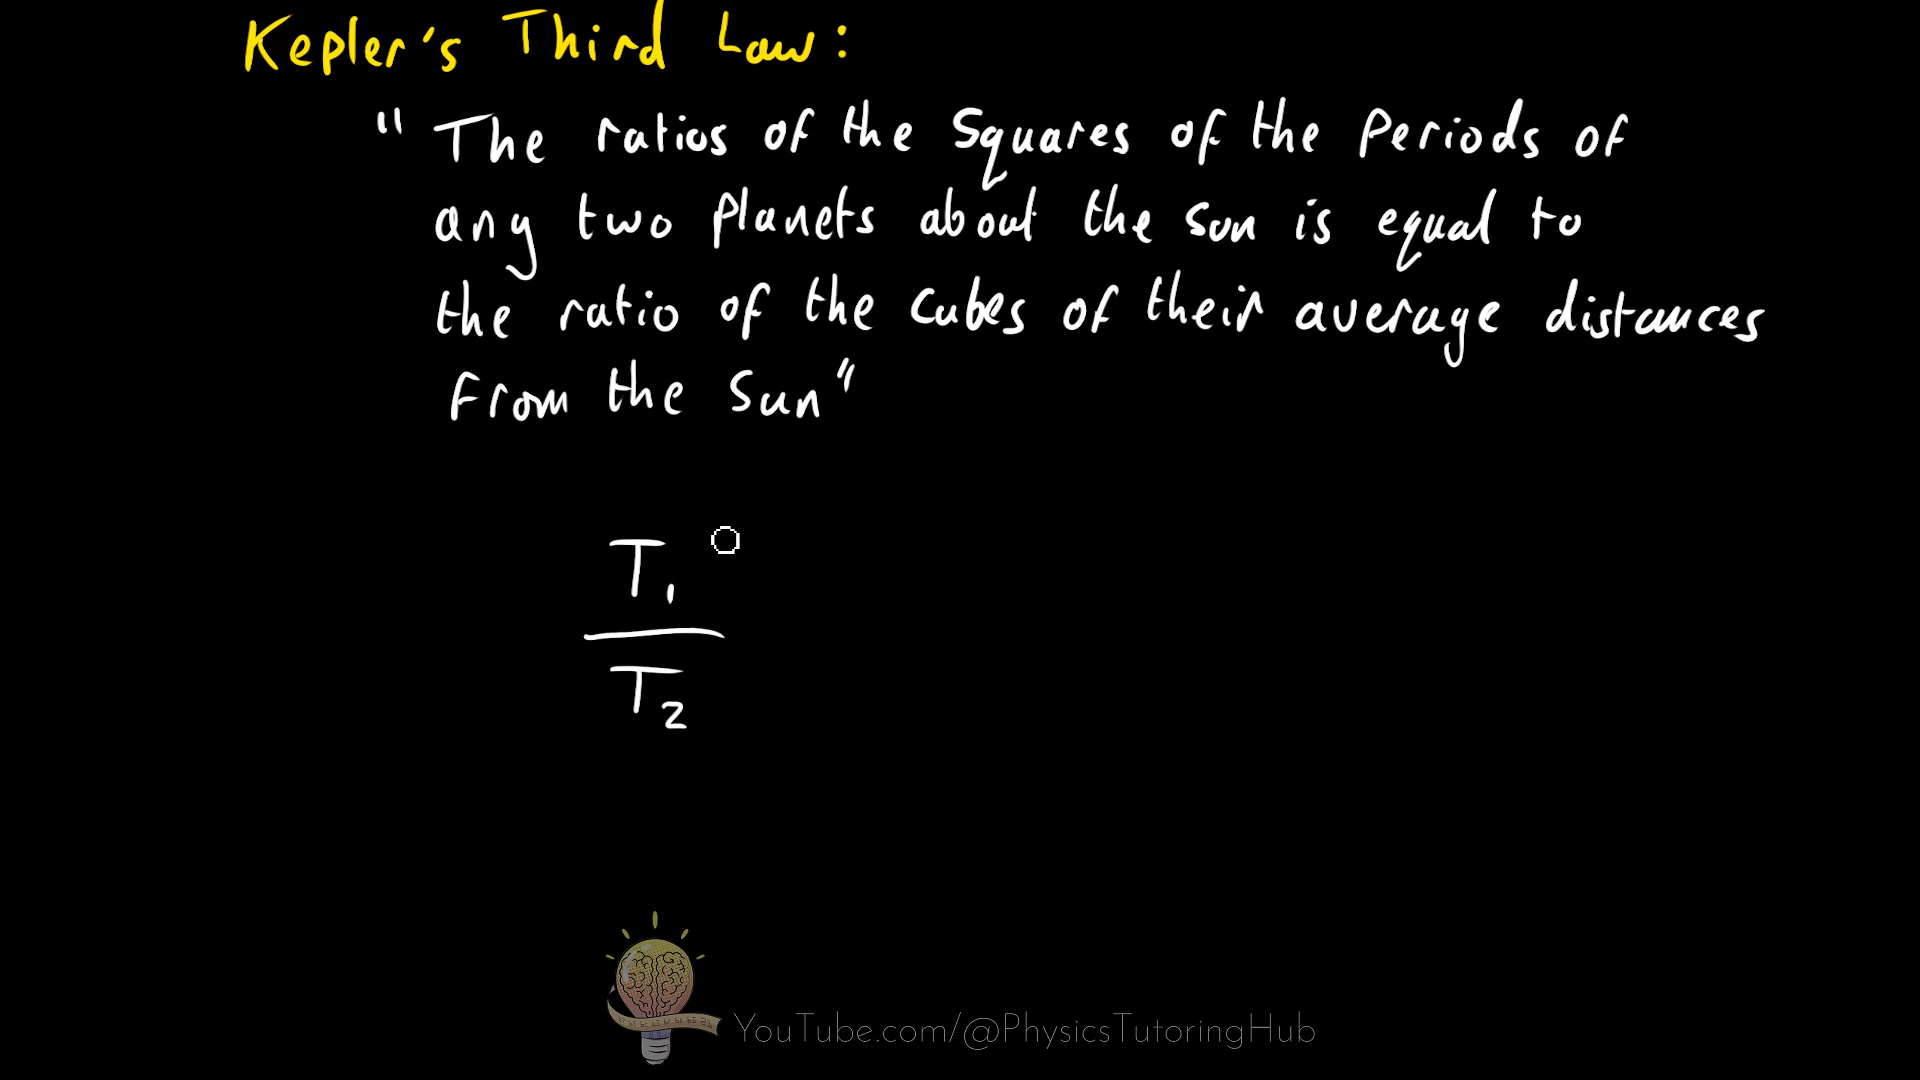 Kepler's Third Law:
"The ratios of the Squares of the Periods of
any two planets about the sun is equal to
the ratio of the cubes of their average distances
From the Sun"
T₁
T₂
YouTube.com/@PhysicsTutoringHub